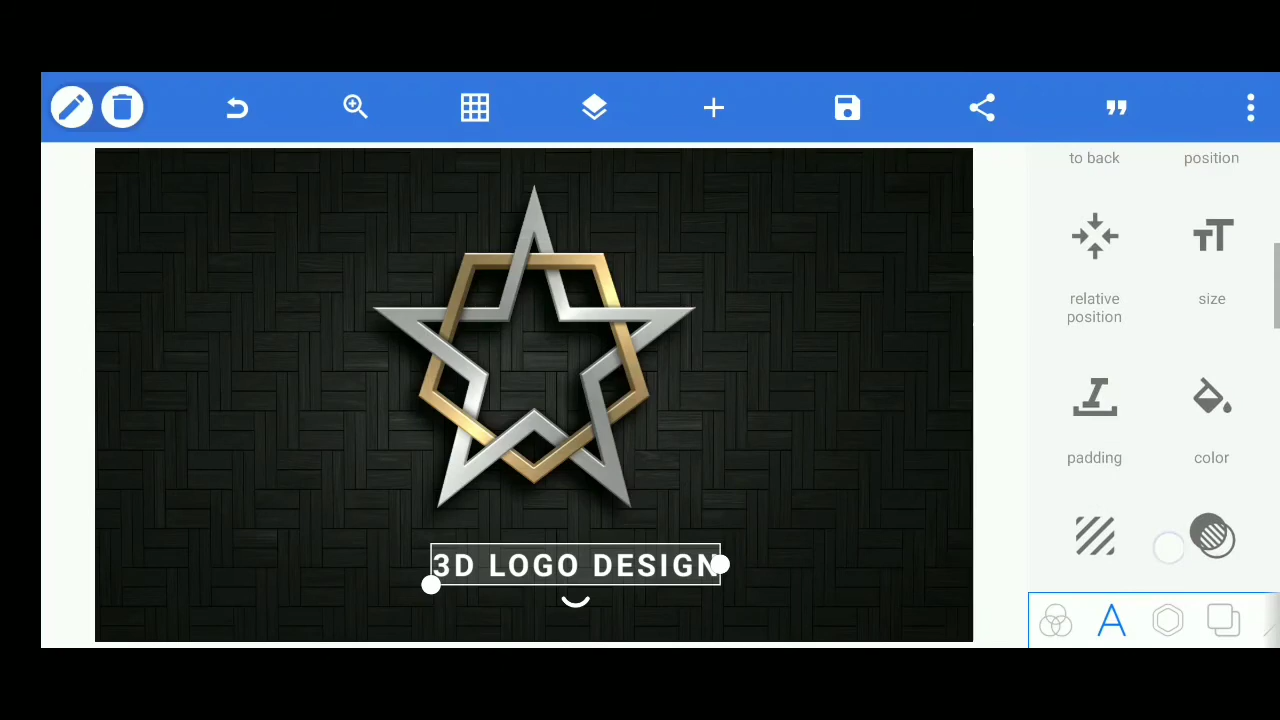 to back
position
relative
position
size
padding
color
3D LOGO DESIGN